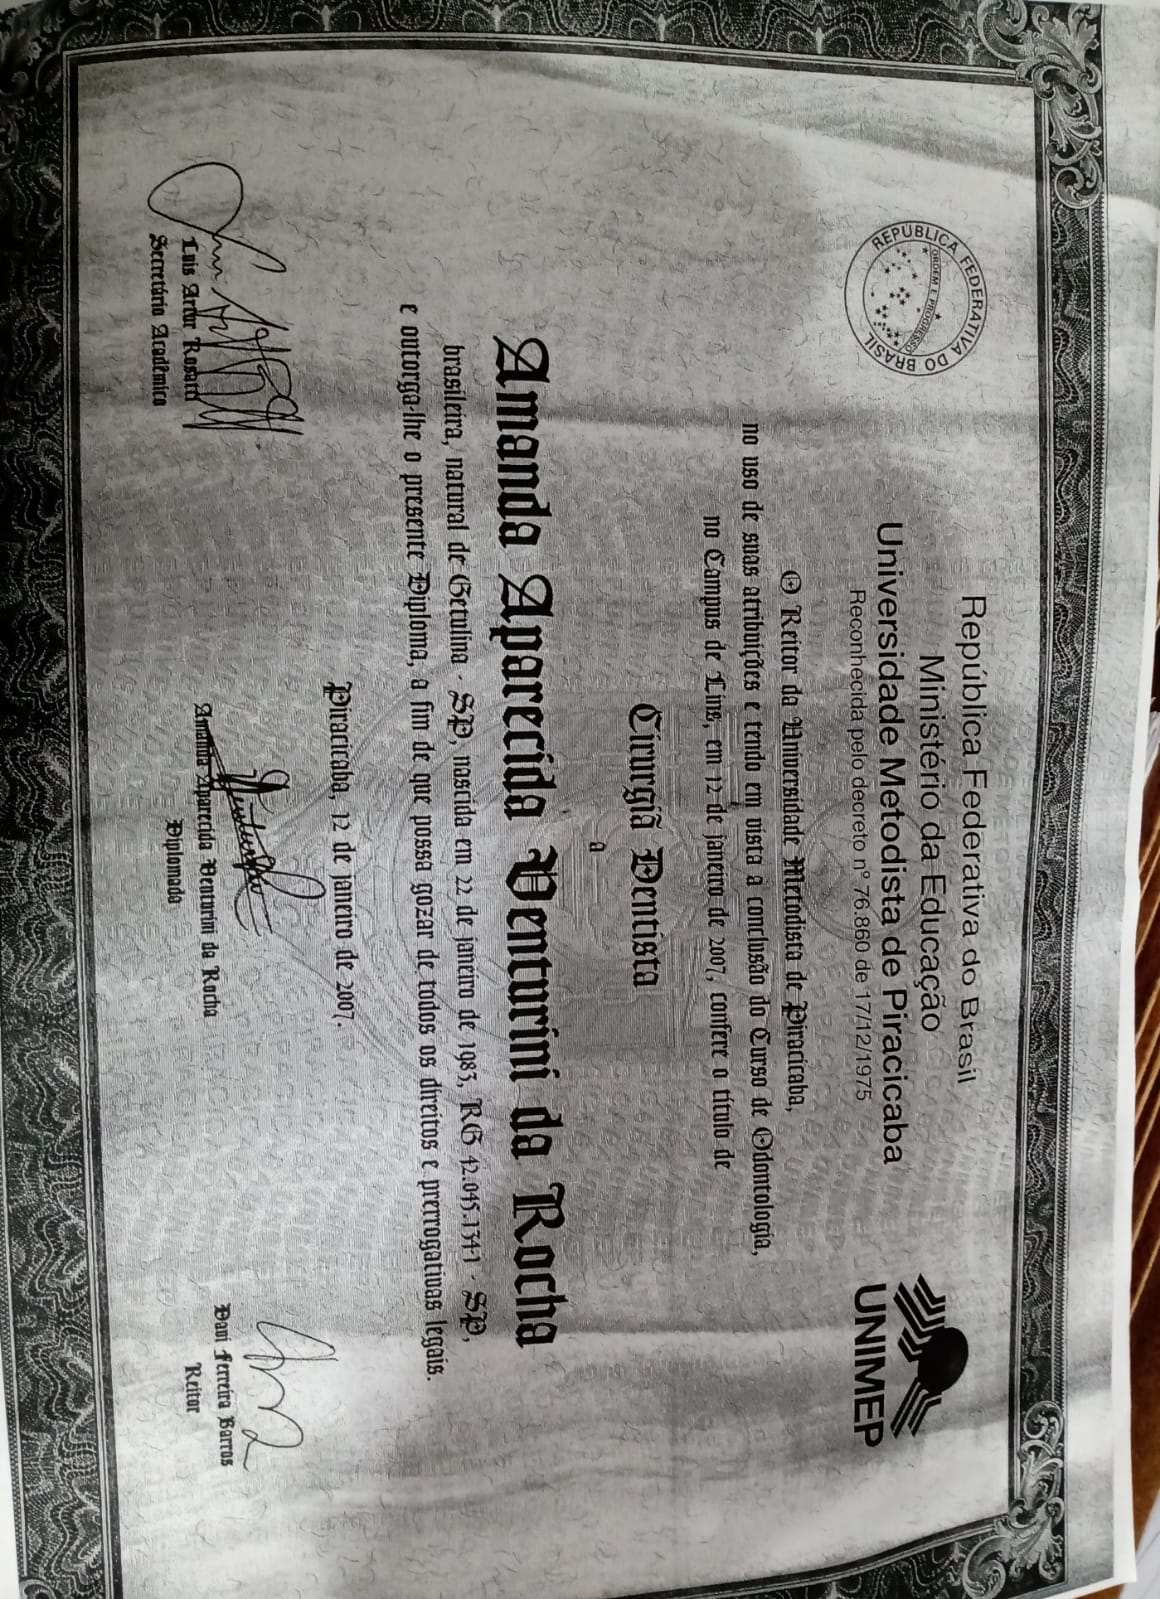 República Federativa do Brasil
Ministério da Educação
Universidade Metodista de Piracicaba
Reconhecida pelo decreto nº 76.860 de 17/12/1975
REPÚBLICA FEDERATIVA DO BRASIL
ORDEM E PROGRESSO
UNIMEP
O Reitor da Universidade Metodista de Piracicaba,
no uso de suas atribuições e tendo em vista a conclusão do Curso de Odontologia,
no Campus de Lins, em 12 de janeiro de 2007, confere o título de
Cirurgiã Dentista
a
Amanda Aparecida Venturini da Rocha
brasileira, natural de Getulina - SP, nascida em 22 de janeiro de 1983, RG 42.045.134-1 - SP,
e outorga-lhe o presente Diploma, a fim de que possa gozar de todos os direitos e prerrogativas legais.
Piracicaba, 12 de janeiro de 2007.
Luis Artur Rosatti
Secretário Acadêmico
Amanda Aparecida Venturini da Rocha
Diplomada
Davi Ferreira Barros
Reitor